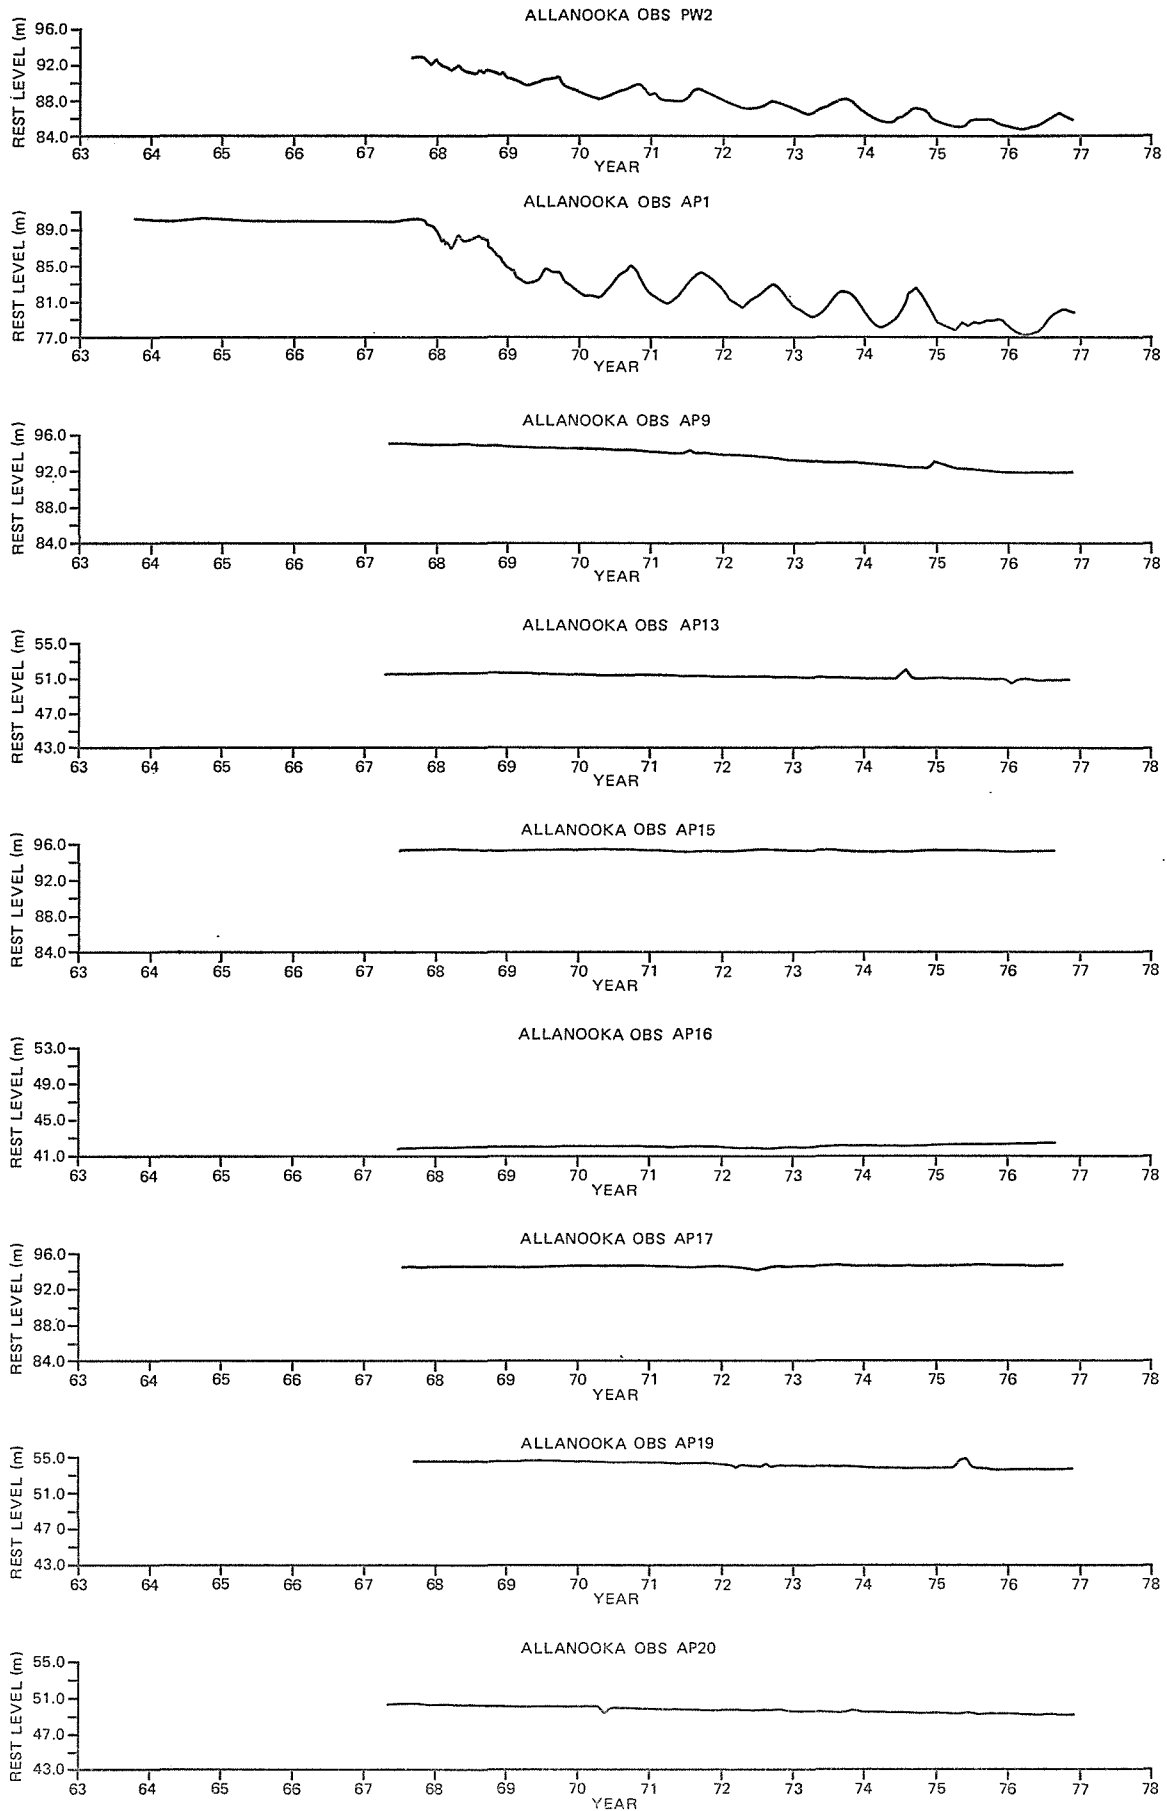 ALLANOOKA OBS PW2
REST LEVEL (m)
96.0
92.0
88.0
84.0
63 64 65 66 67 68 69 70 71 72 73 74 75 76 77 78
YEAR
ALLANOOKA OBS AP1
REST LEVEL (m)
89.0
85.0
81.0
77.0
63 64 65 66 67 68 69 70 71 72 73 74 75 76 77 78
YEAR
ALLANOOKA OBS AP9
REST LEVEL (m)
96.0
92.0
88.0
84.0
63 64 65 66 67 68 69 70 71 72 73 74 75 76 77 78
YEAR
ALLANOOKA OBS AP13
REST LEVEL (m)
55.0
51.0
47.0
43.0
63 64 65 66 67 68 69 70 71 72 73 74 75 76 77 78
YEAR
ALLANOOKA OBS AP15
REST LEVEL (m)
96.0
92.0
88.0
84.0
63 64 65 66 67 68 69 70 71 72 73 74 75 76 77 78
YEAR
ALLANOOKA OBS AP16
REST LEVEL (m)
53.0
49.0
45.0
41.0
63 64 65 66 67 68 69 70 71 72 73 74 75 76 77 78
YEAR
ALLANOOKA OBS AP17
REST LEVEL (m)
96.0
92.0
88.0
84.0
63 64 65 66 67 68 69 70 71 72 73 74 75 76 77 78
YEAR
ALLANOOKA OBS AP19
REST LEVEL (m)
55.0
51.0
47.0
43.0
63 64 65 66 67 68 69 70 71 72 73 74 75 76 77 78
YEAR
ALLANOOKA OBS AP20
REST LEVEL (m)
55.0
51.0
47.0
43.0
63 64 65 66 67 68 69 70 71 72 73 74 75 76 77 78
YEAR